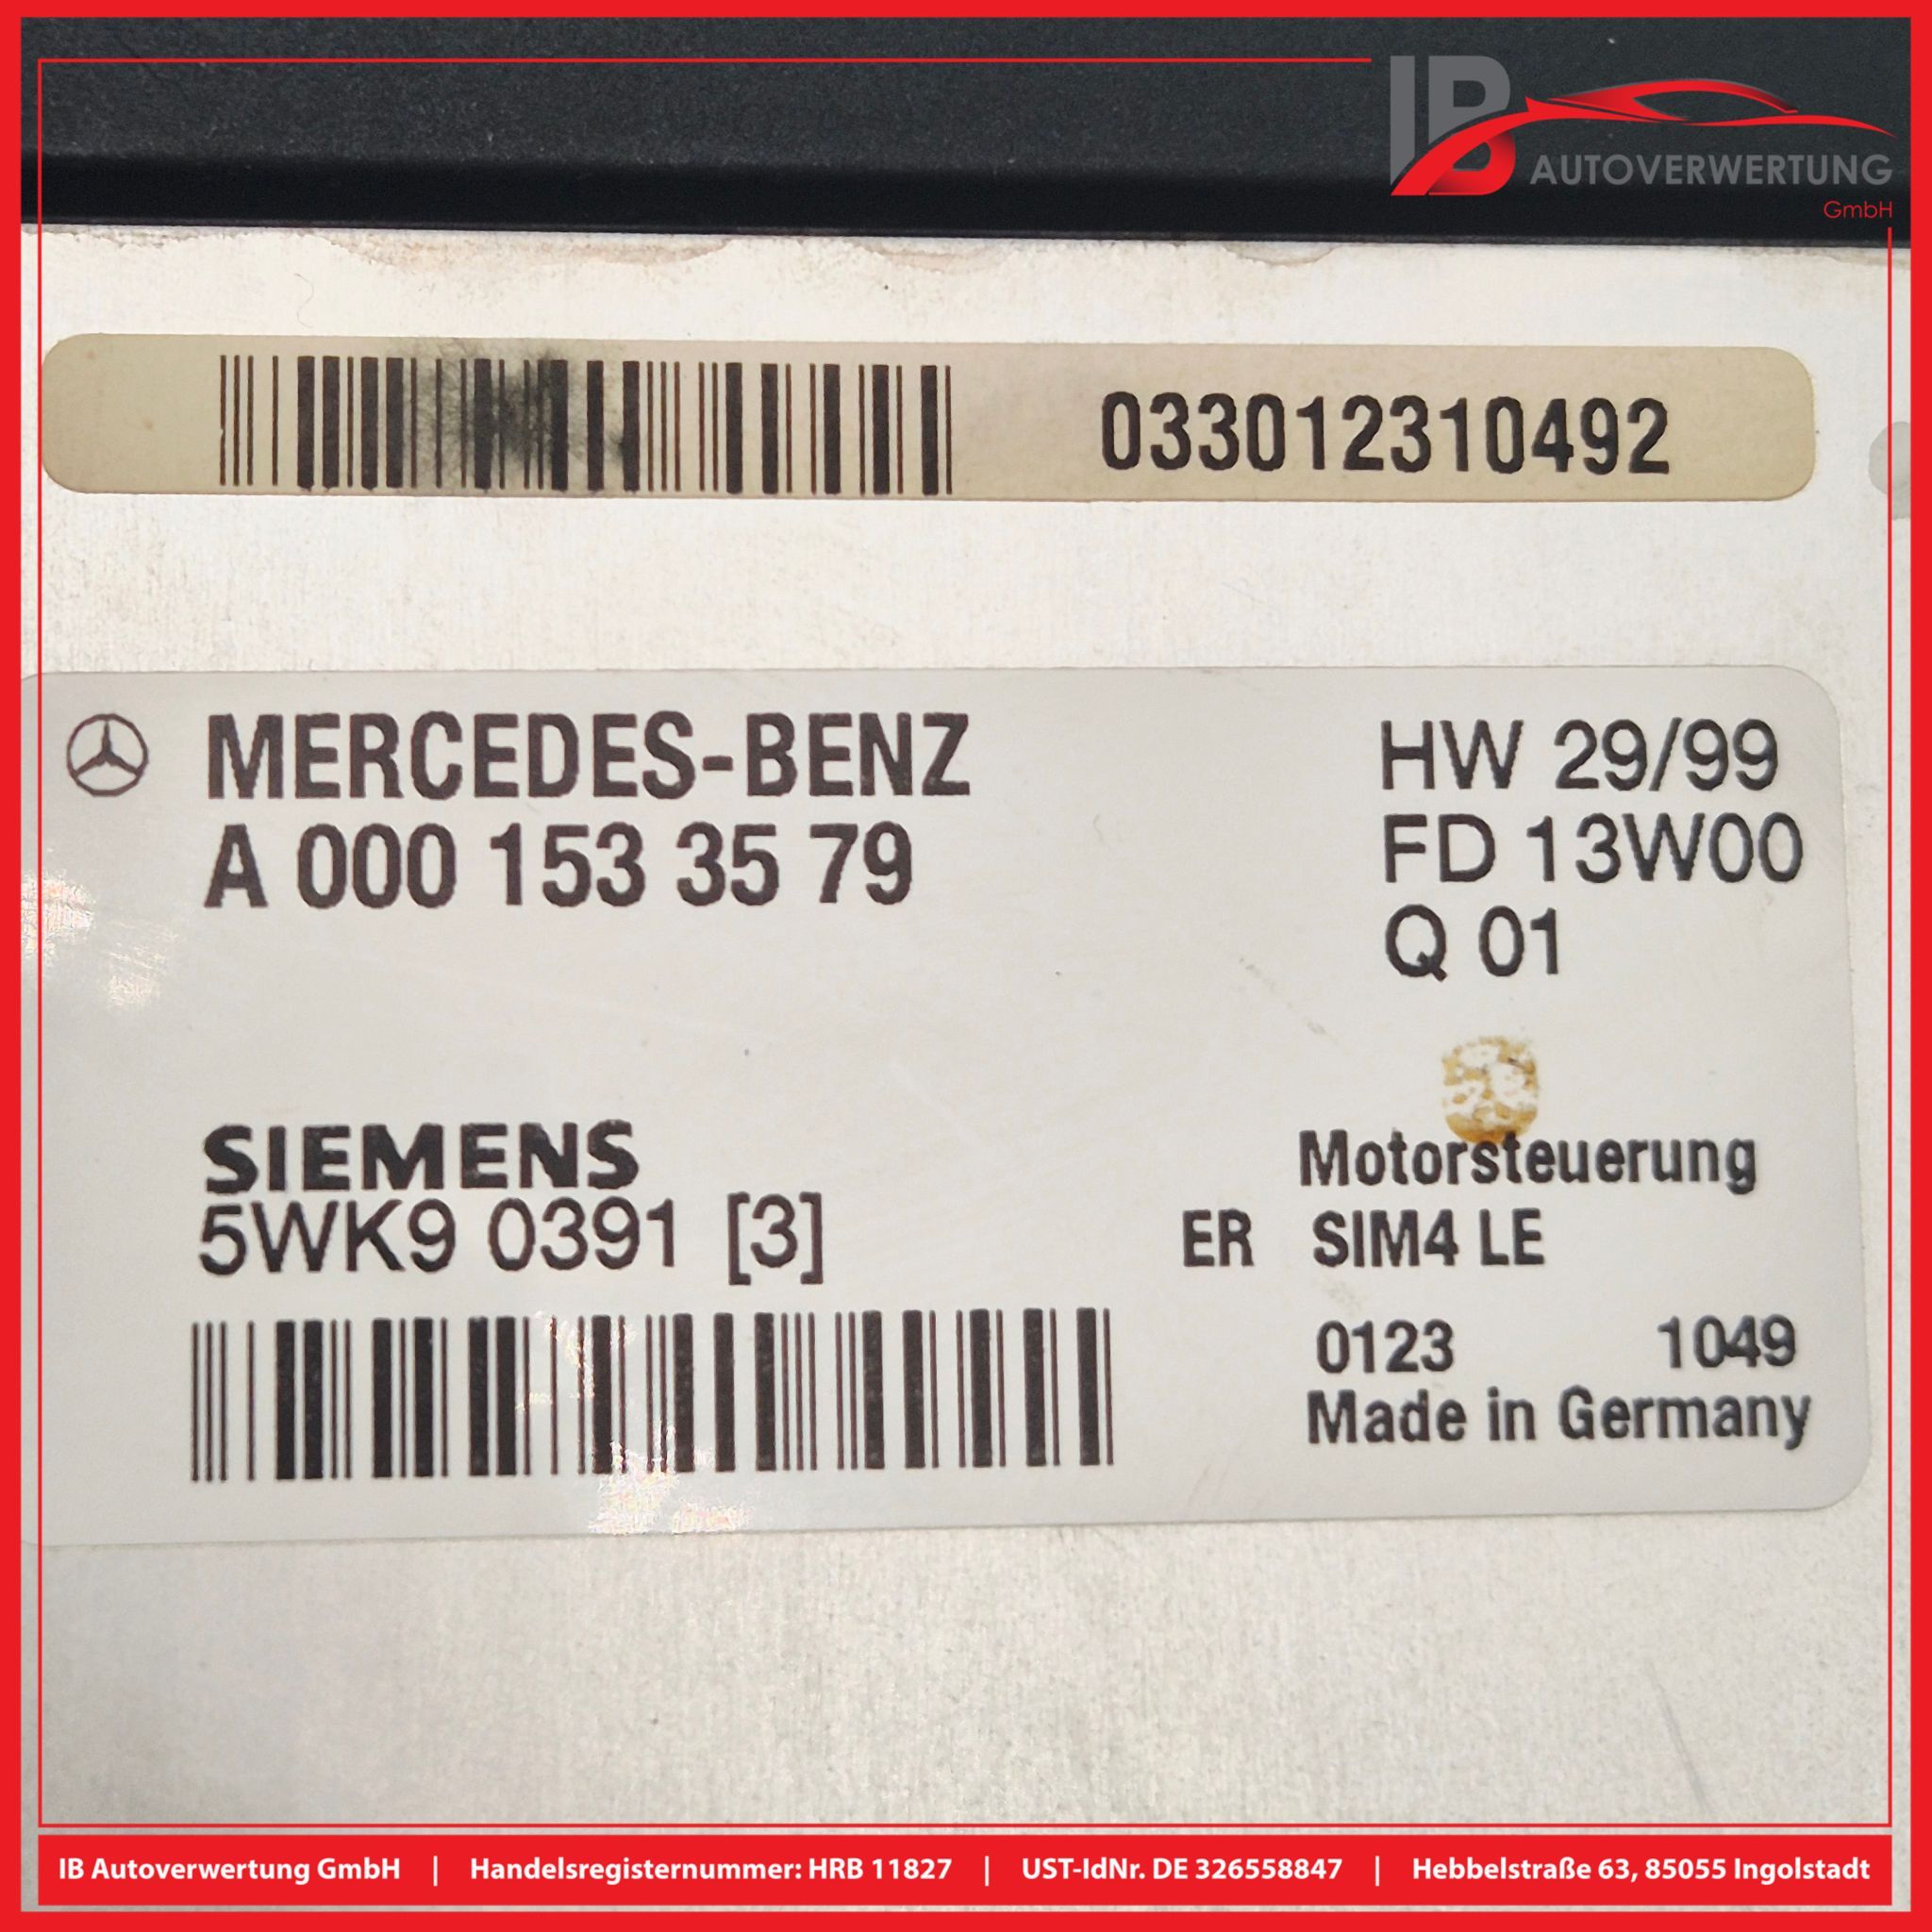 IB
AUTOVERWERTUNG
GmbH
033012310492
MERCEDES-BENZ
A 000 153 35 79
HW 29/99
FD 13W00
Q 01
SIEMENS
5WK9 0391 [3]
Motorsteuerung
ER SIM4 LE
0123 1049
Made in Germany
IB Autoverwertung GmbH | Handelsregisternummer: HRB 11827 | UST-IdNr. DE 326558847 | Hebbelstraße 63, 85055 Ingolstadt